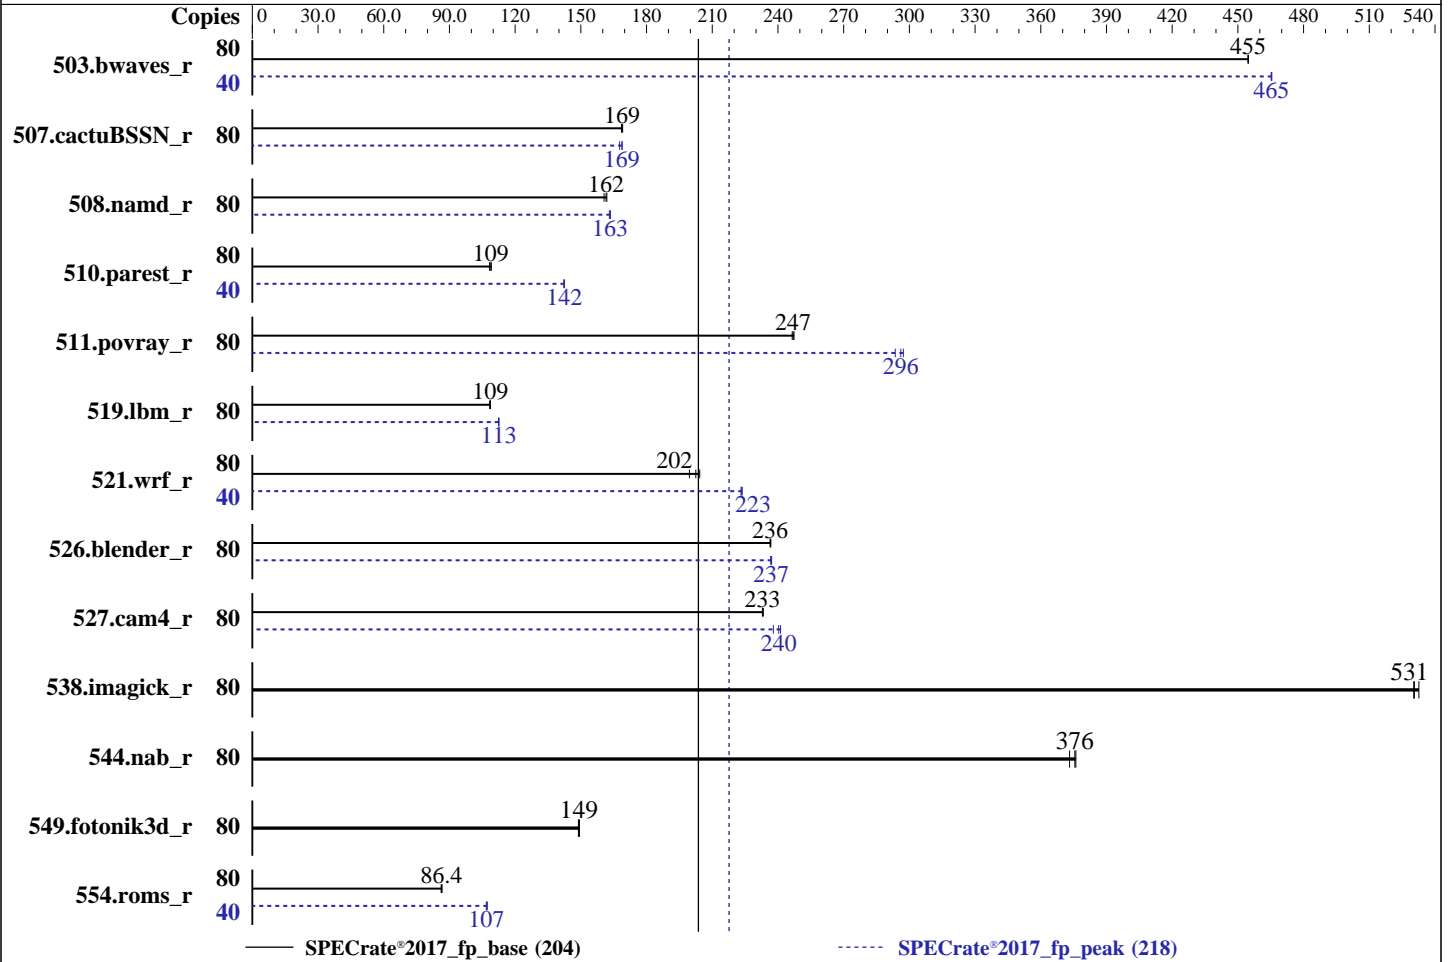 Copies 0 30.0 60.0 90.0 120 150 180 210 240 270 300 330 360 390 420 450 480 510 540
503.bwaves_r 80 455
40 465
507.cactuBSSN_r 80 169
169
508.namd_r 80 162
163
510.parest_r 80 109
40 142
511.povray_r 80 247
296
519.lbm_r 80 109
113
521.wrf_r 80 202
40 223
526.blender_r 80 236
237
527.cam4_r 80 233
240
538.imagick_r 80 531
544.nab_r 80 376
549.fotonik3d_r 80 149
554.roms_r 80 86.4
40 107
SPECrate®2017_fp_base (204) SPECrate®2017_fp_peak (218)